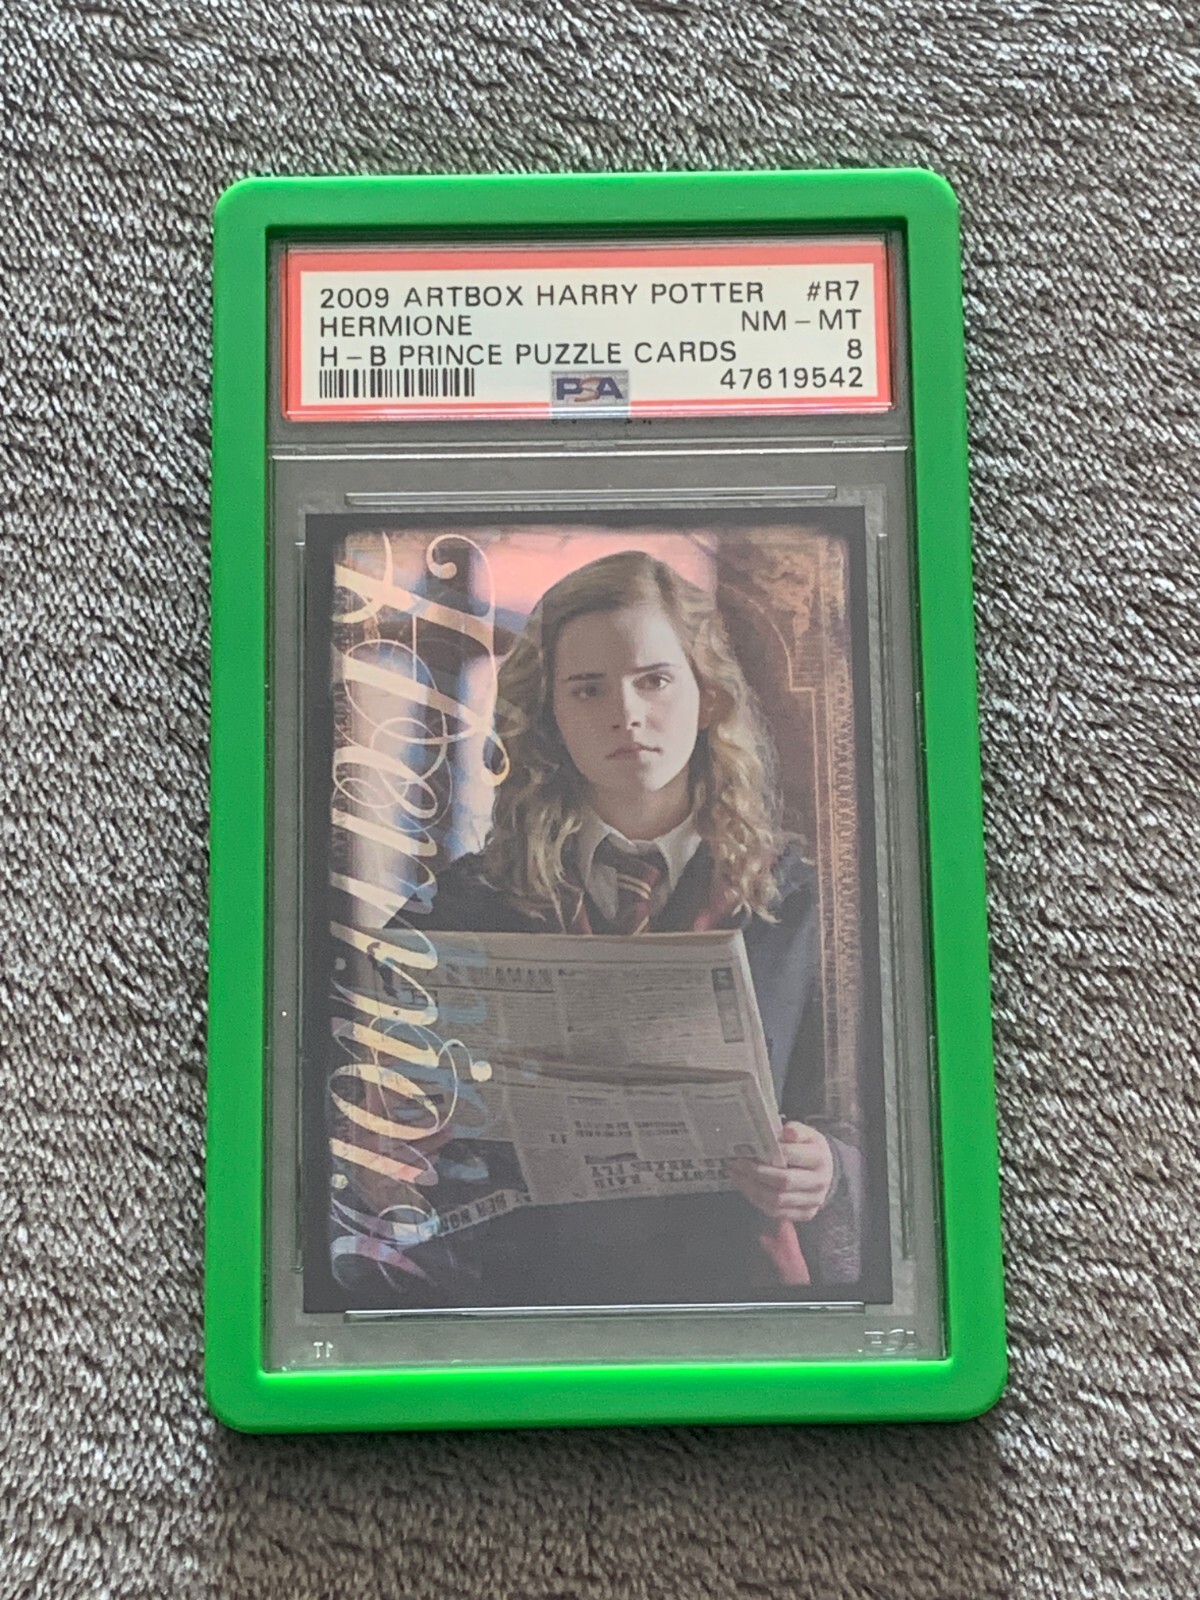 2009 ARTBOX HARRY POTTER #R7
HERMIONE NM - MT
H - B PRINCE PUZZLE CARDS 8
47619542
PSA
Hermione